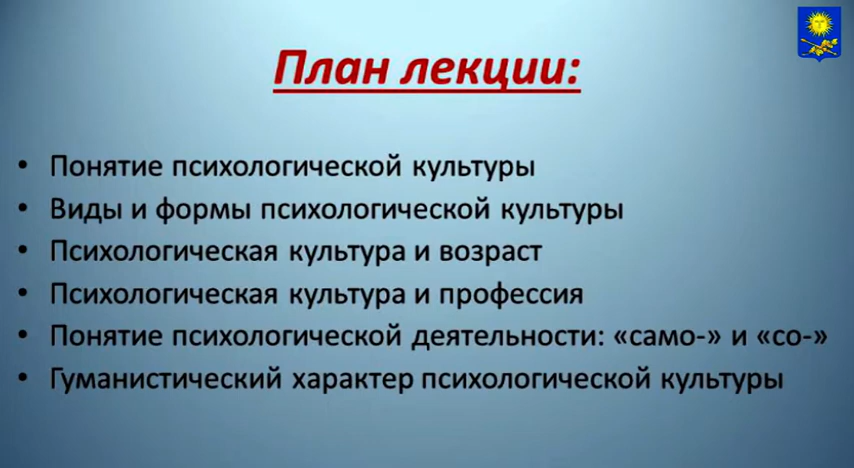 План лекции:
• Понятие психологической культуры
• Виды и формы психологической культуры
• Психологическая культура и возраст
• Психологическая культура и профессия
• Понятие психологической деятельности: «само-» и «со-»
• Гуманистический характер психологической культуры